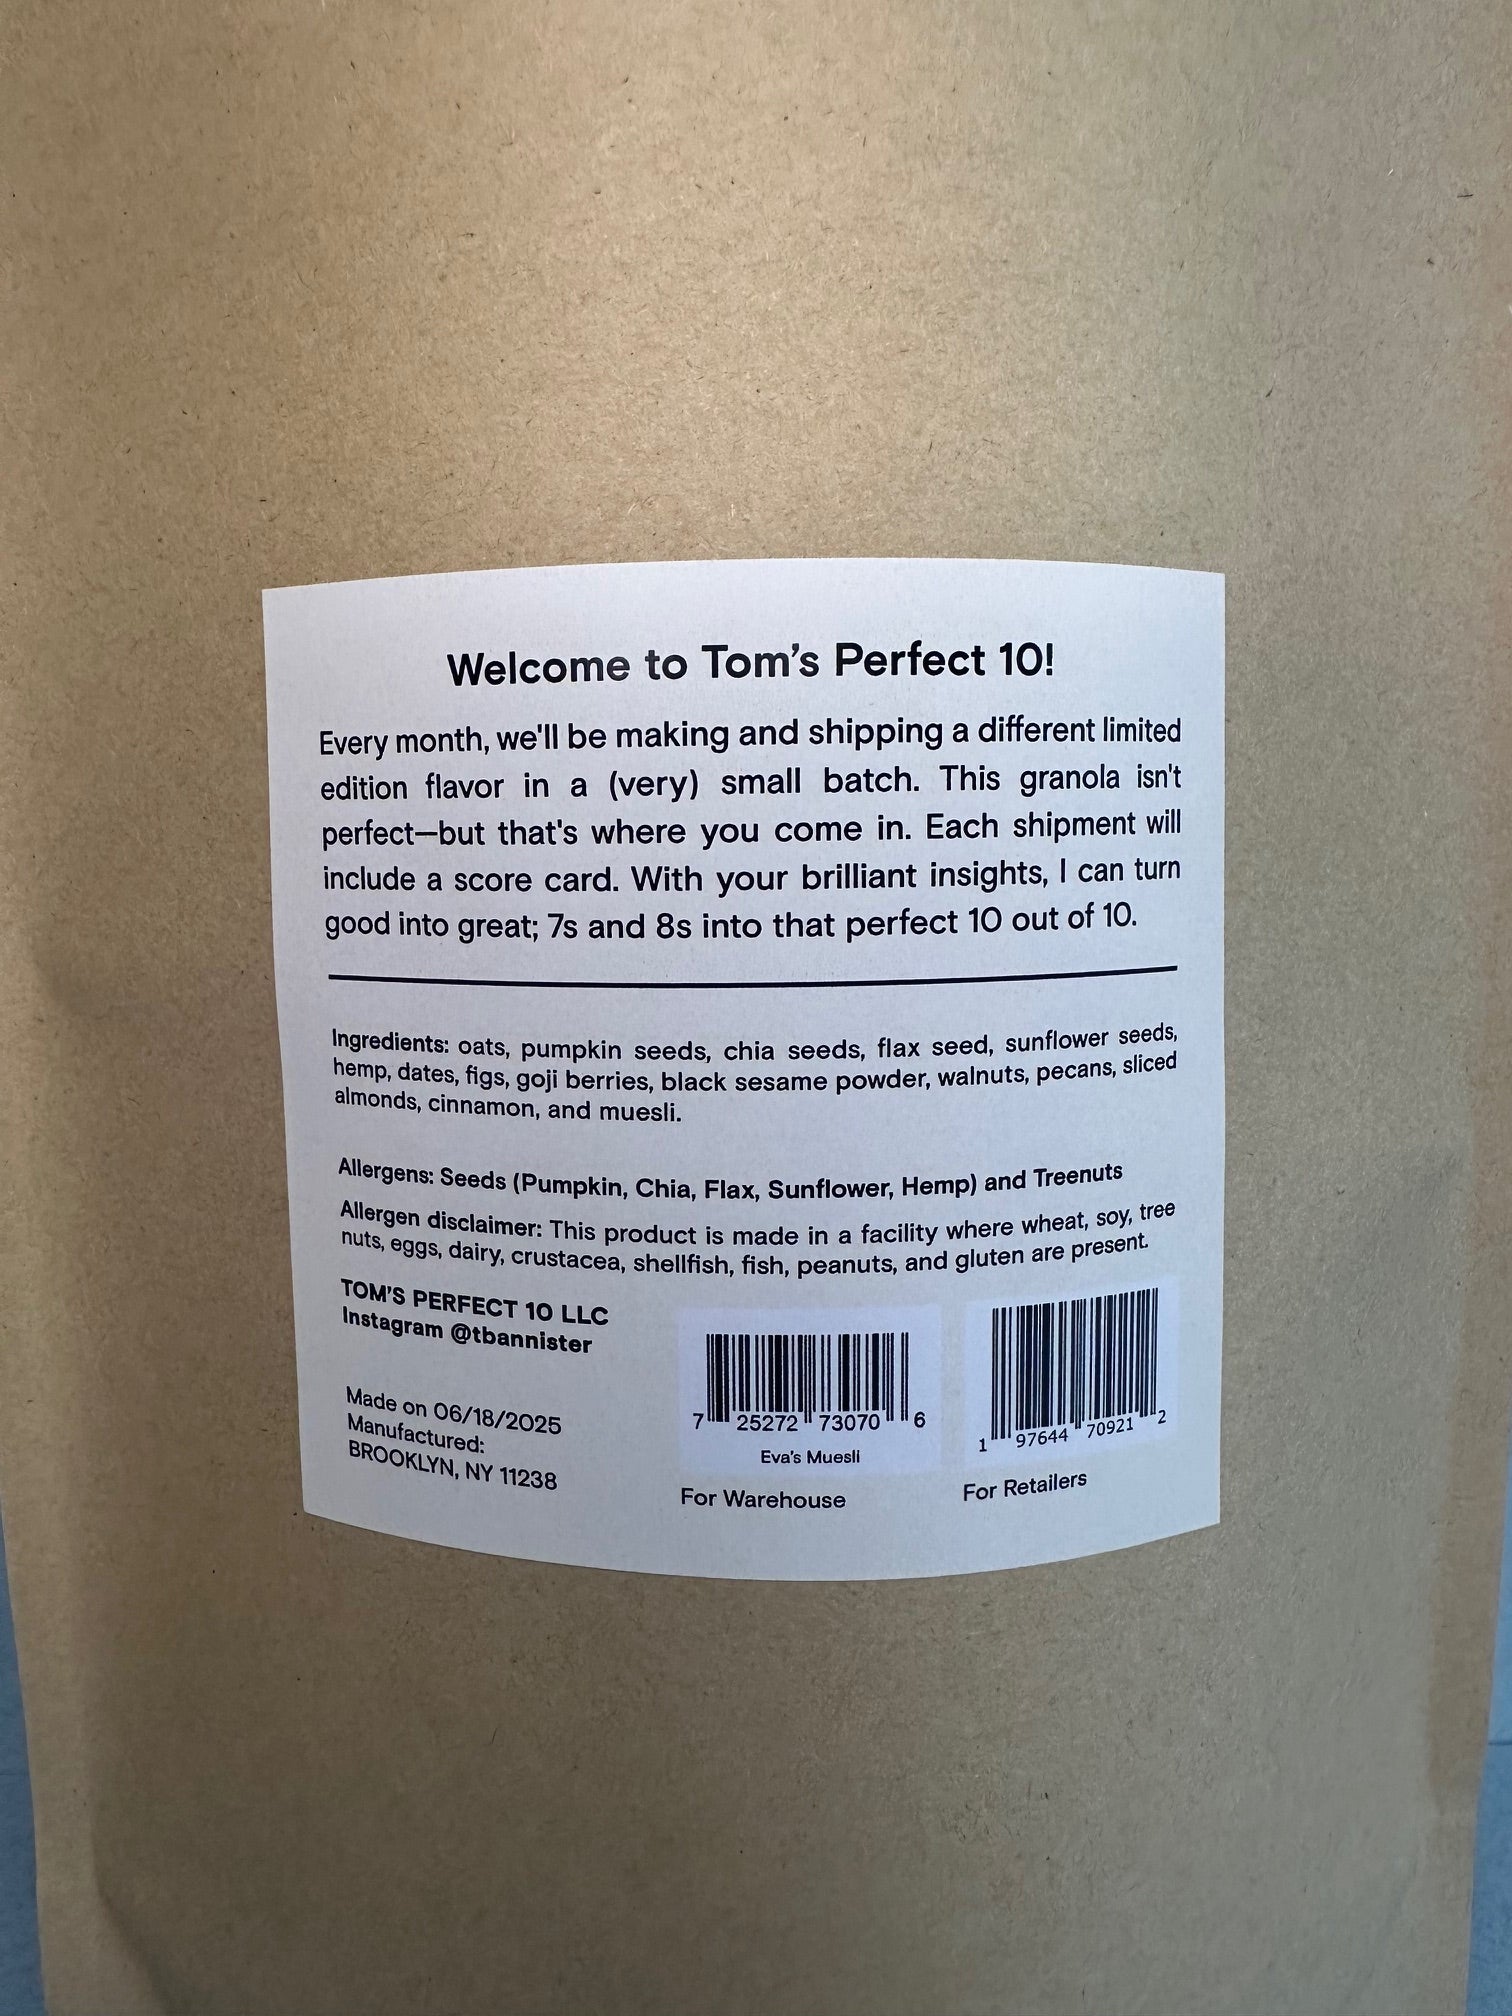 Welcome to Tom's Perfect 10!
Every month, we'll be making and shipping a different limited
edition flavor in a (very) small batch. This granola isn't
perfect—but that's where you come in. Each shipment will
include a score card. With your brilliant insights, I can turn
good into great; 7s and 8s into that perfect 10 out of 10.
Ingredients: oats, pumpkin seeds, chia seeds, flax seed, sunflower seeds,
hemp, dates, figs, goji berries, black sesame powder, walnuts, pecans, sliced
almonds, cinnamon, and muesli.
Allergens: Seeds (Pumpkin, Chia, Flax, Sunflower, Hemp) and Treenuts
Allergen disclaimer: This product is made in a facility where wheat, soy, tree
nuts, eggs, dairy, crustacea, shellfish, fish, peanuts, and gluten are present.
TOM'S PERFECT 10 LLC
Instagram @tbannister
Made on 06/18/2025
Manufactured:
BROOKLYN, NY 11238
7 25272 73070 6
Eva's Muesli
For Warehouse
1 97644 70921 2
For Retailers